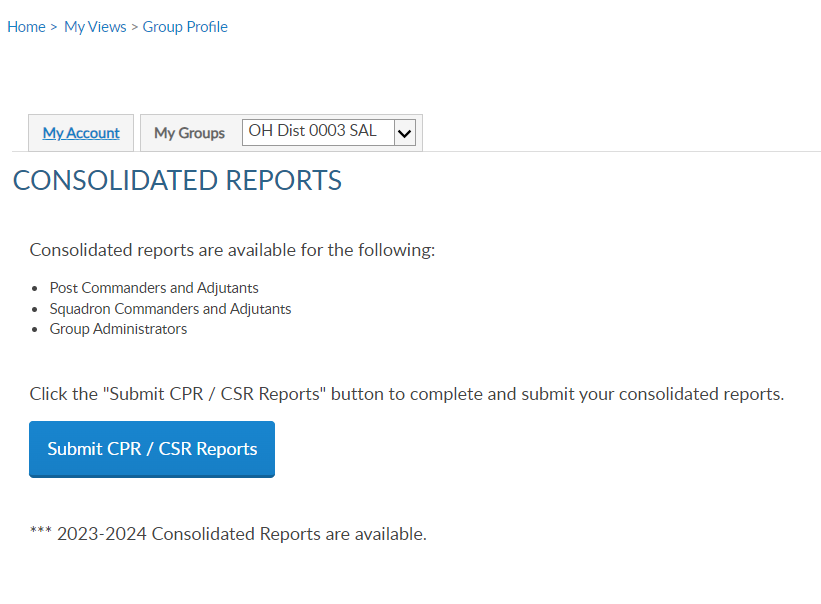 Home > My Views > Group Profile
My Account My Groups OH Dist 0003 SAL
CONSOLIDATED REPORTS
Consolidated reports are available for the following:
Post Commanders and Adjutants
Squadron Commanders and Adjutants
Group Administrators
Click the "Submit CPR / CSR Reports" button to complete and submit your consolidated reports.
Submit CPR / CSR Reports
*** 2023-2024 Consolidated Reports are available.